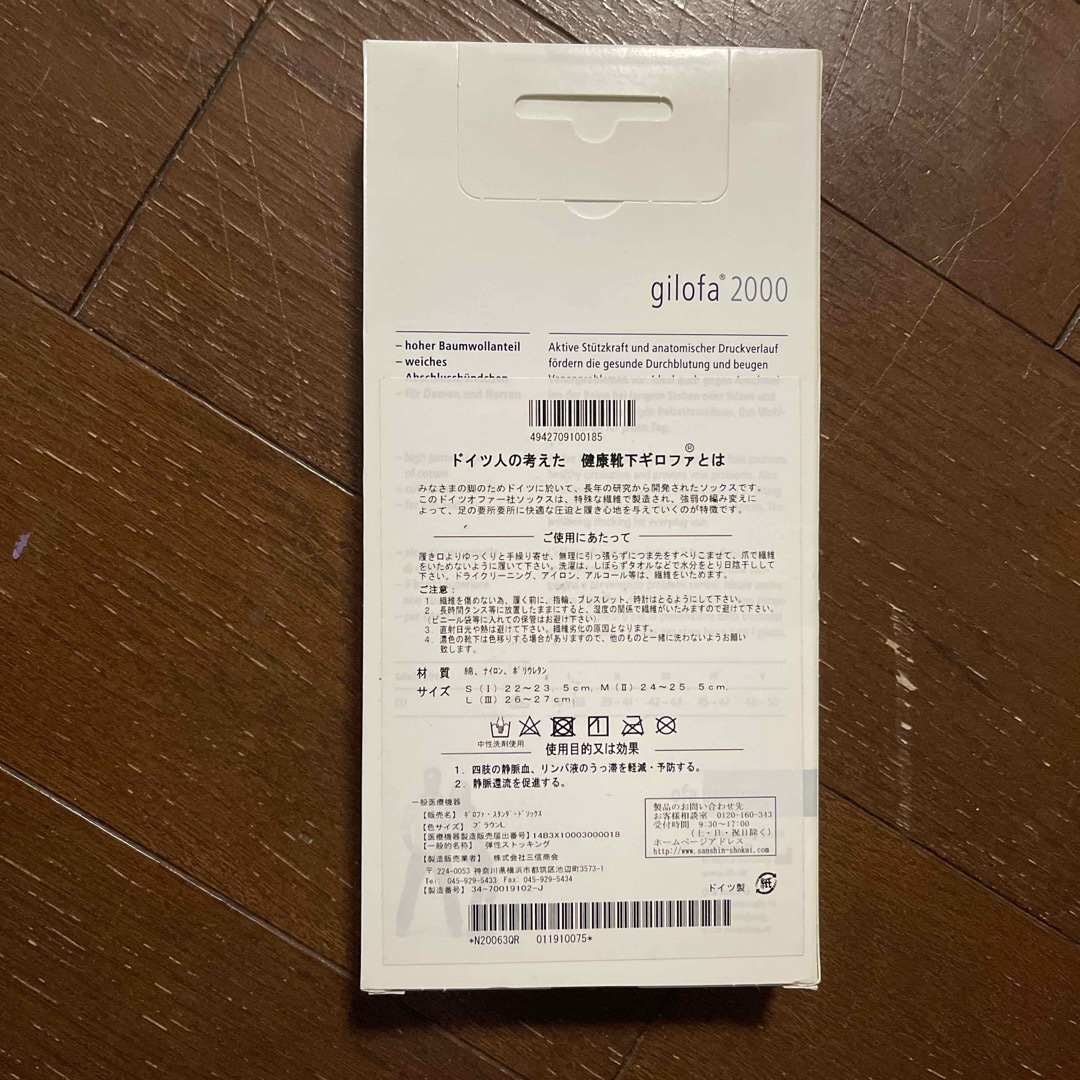 gilofa® 2000
– hoher Baumwollanteil
– weiches
Abschlussbündchen
– für Damen und Herren
Aktive Stützkraft und anatomischer Druckverlauf
fördern die gesunde Durchblutung und beugen
4942709100185
ドイツ人の考えた 健康靴下ギロファ®とは
みなさまの脚のためドイツに於いて、長年の研究から開発されたソックスです。
このドイツオファー社ソックスは、特殊な繊維で製造され、強弱の編み変えに
よって、足の要所要所に快適な圧迫と履き心地を与えていくのが特徴です。
ご使用にあたって
履き口よりゆっくりと手繰り寄せ、無理に引っ張らずにつま先をすべりこませて、爪で繊維
をいためないように履いて下さい。洗濯は、しぼらずタオルなどで水分をとり日陰干しして
下さい。ドライクリーニング、アイロン、アルコール等は、繊維をいためます。
ご注意:
1. 繊維を傷めない為、履く前に、指輪、ブレスレット、時計はとるようにして下さい。
2. 長時間タンス等に放置したままにすると、湿度の関係で繊維がいたみますので避けて下さい。
(ビニール袋等に入れての保管はお避け下さい)
3. 直射日光や熱は避けて下さい。繊維劣化の原因となります。
4. 濃色の靴下は色移りする場合がありますので、他のものと一緒に洗わないようお願い
致します。
材 質 綿、ナイロン、ポリウレタン
サイズ S(Ⅰ)22~23.5cm, M(Ⅱ)24~25.5cm,
L(Ⅲ)26~27cm
中性洗剤使用
使用目的又は効果
1. 四肢の静脈血、リンパ液のうっ滞を軽減・予防する。
2. 静脈還流を促進する。
一般医療機器
【販売名】 ギロファ・スタンダードソックス
【色サイズ】 ブラウンL
【医療機器製造販売届出番号】14B3X10003000018
【一般的名称】 弾性ストッキング
【製造販売業者】 株式会社三信商会
〒224-0053 神奈川県横浜市都筑区池辺町3573-1
Tel: 045-929-5433 Fax: 045-929-5434
【製造番号】 34-70019102-J
製品のお問い合わせ先
お客様相談室 0120-160-343
受付時間 9:30~17:00
(土・日・祝日除く)
ホームページアドレス
http://www.sanshin-shokai.com
ドイツ製 紙
*N20063QR 011910075*